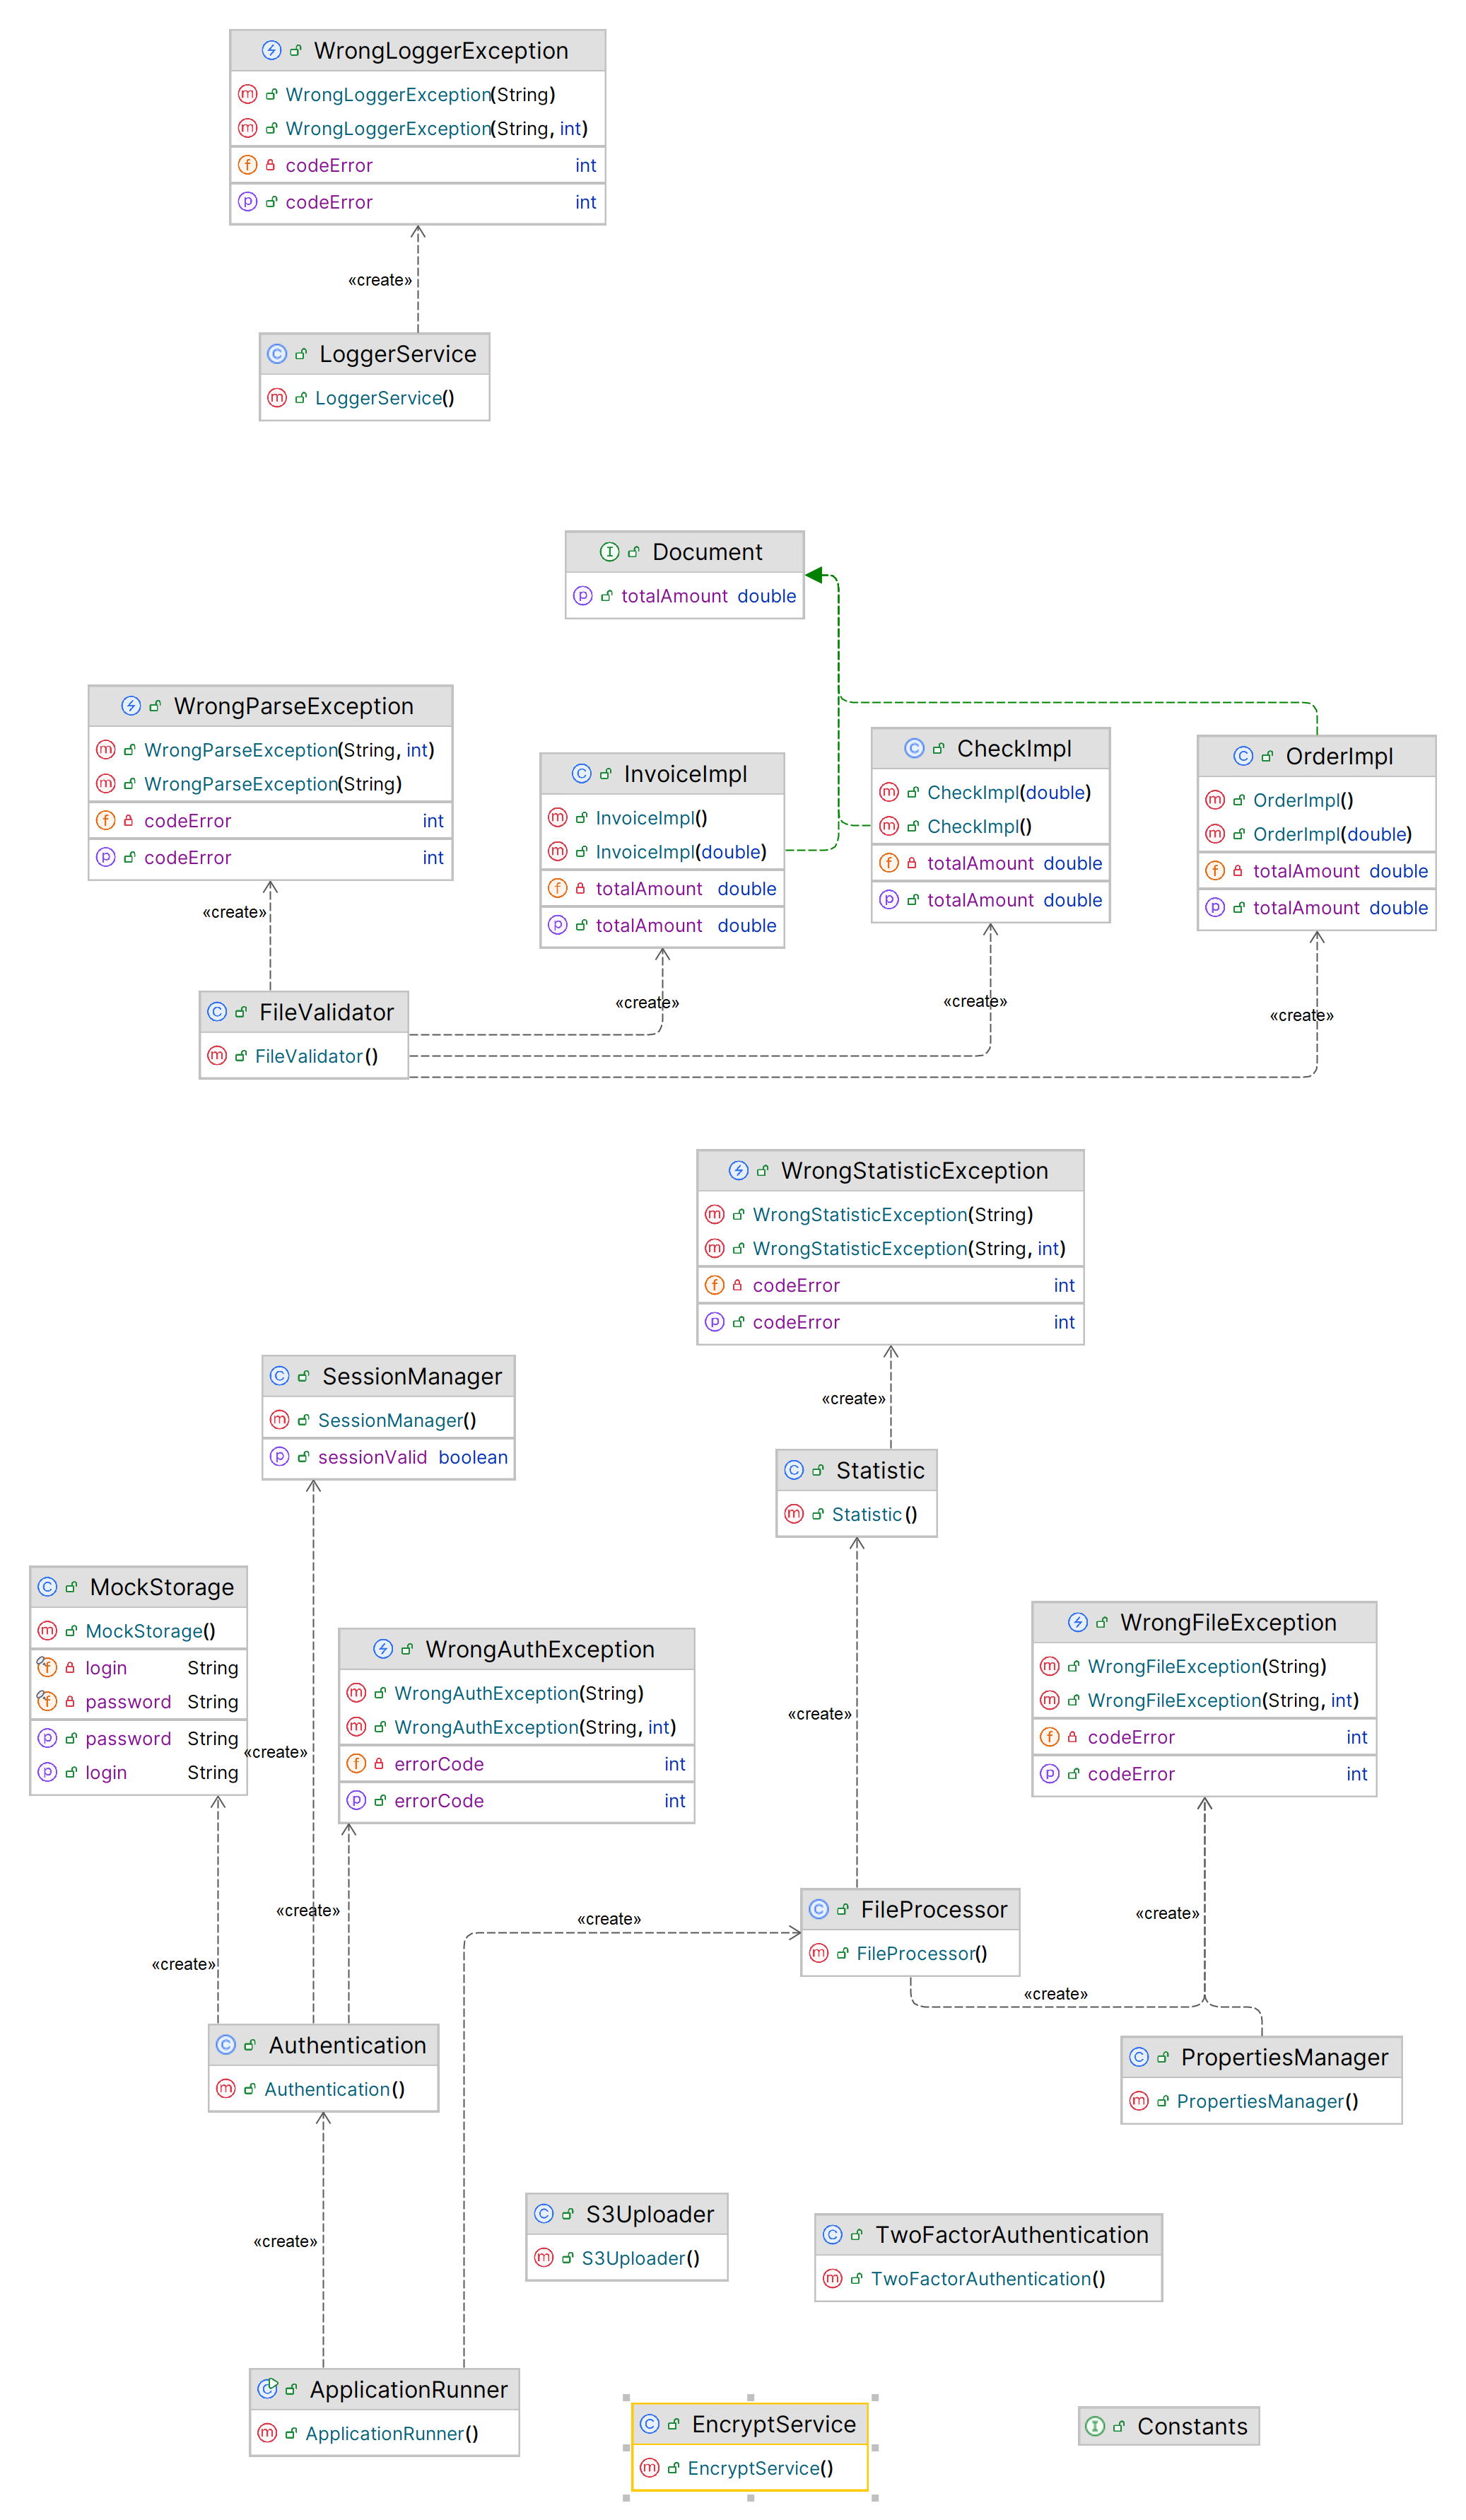 WrongLoggerException
WrongLoggerException(String)
WrongLoggerException(String, int)
codeError int
codeError int
«create»
LoggerService
LoggerService()
Document
totalAmount double
WrongParseException
WrongParseException(String, int)
WrongParseException(String)
codeError int
codeError int
InvoiceImpl
InvoiceImpl()
InvoiceImpl(double)
totalAmount double
totalAmount double
CheckImpl
CheckImpl(double)
CheckImpl()
totalAmount double
totalAmount double
OrderImpl
OrderImpl()
OrderImpl(double)
totalAmount double
totalAmount double
«create»
«create»
«create»
«create»
FileValidator
FileValidator()
WrongStatisticException
WrongStatisticException(String)
WrongStatisticException(String, int)
codeError int
codeError int
SessionManager
SessionManager()
sessionValid boolean
«create»
Statistic
Statistic()
MockStorage
MockStorage()
login String
password String
password String
login String
WrongAuthException
WrongAuthException(String)
WrongAuthException(String, int)
errorCode int
errorCode int
WrongFileException
WrongFileException(String)
WrongFileException(String, int)
codeError int
codeError int
«create»
«create»
«create»
«create»
«create»
«create»
FileProcessor
FileProcessor()
«create»
Authentication
Authentication()
PropertiesManager
PropertiesManager()
«create»
S3Uploader
S3Uploader()
TwoFactorAuthentication
TwoFactorAuthentication()
ApplicationRunner
ApplicationRunner()
EncryptService
EncryptService()
Constants